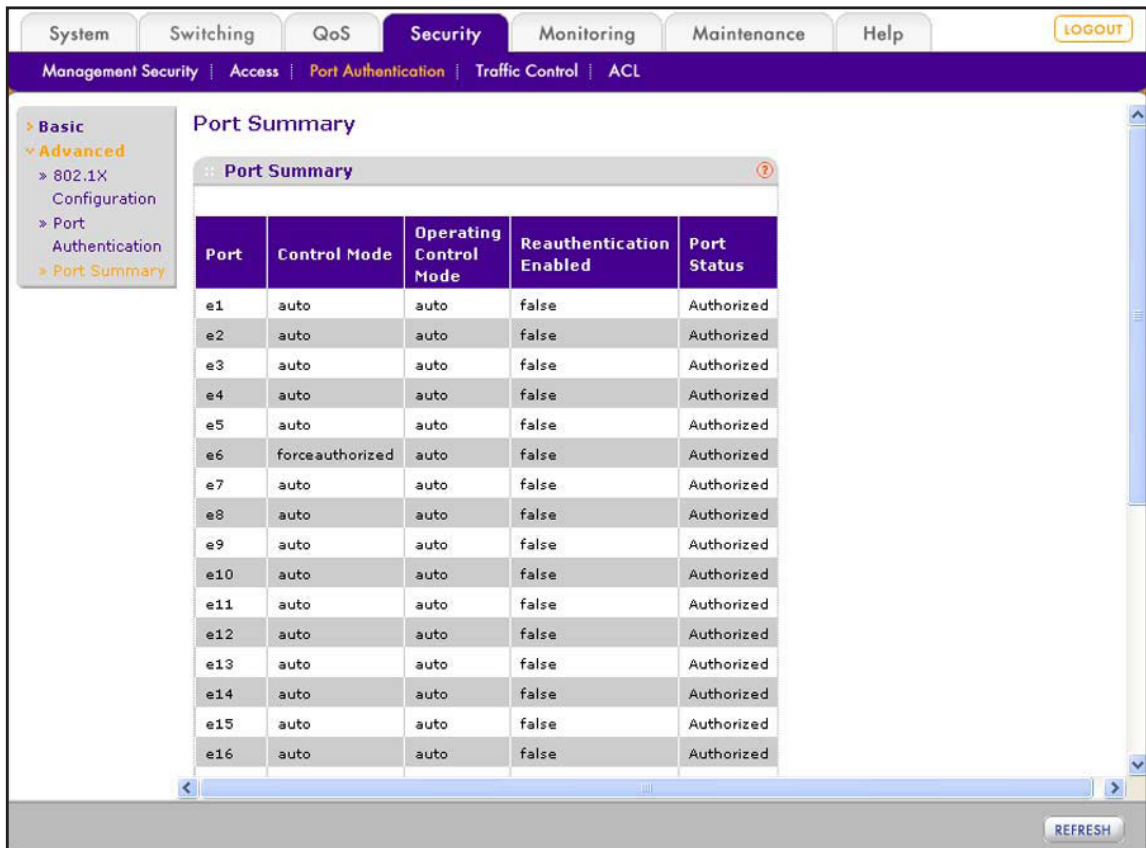 System Switching QoS Security Monitoring Maintenance Help LOGOUT
Management Security | Access | Port Authentication | Traffic Control | ACL
Basic
Advanced
» 802.1X
Configuration
» Port
Authentication
» Port Summary
Port Summary
Port Summary ?
Port Control Mode Operating Control Mode Reauthentication Enabled Port Status
e1 auto auto false Authorized
e2 auto auto false Authorized
e3 auto auto false Authorized
e4 auto auto false Authorized
e5 auto auto false Authorized
e6 forceauthorized auto false Authorized
e7 auto auto false Authorized
e8 auto auto false Authorized
e9 auto auto false Authorized
e10 auto auto false Authorized
e11 auto auto false Authorized
e12 auto auto false Authorized
e13 auto auto false Authorized
e14 auto auto false Authorized
e15 auto auto false Authorized
e16 auto auto false Authorized
REFRESH